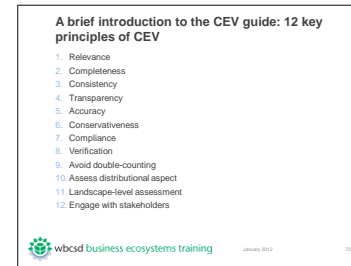 A brief introduction to the CEV guide: 12 key
principles of CEV
1. Relevance
2. Completeness
3. Consistency
4. Transparency
5. Accuracy
6. Conservativeness
7. Compliance
8. Verification
9. Avoid double-counting
10. Assess distributional aspect
11. Landscape-level assessment
12. Engage with stakeholders
wbcsd business ecosystems training January 2013 72